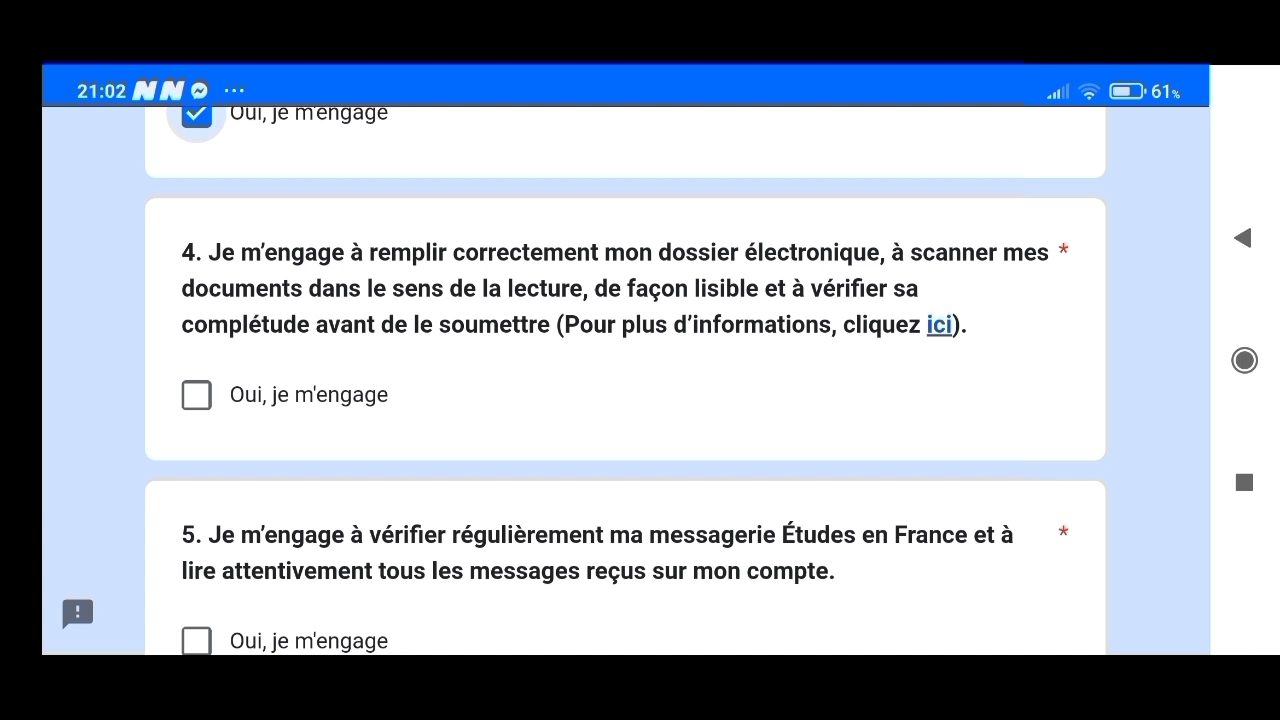 21:02 ... 61%
Oui, je m'engage
4. Je m’engage à remplir correctement mon dossier électronique, à scanner mes *
documents dans le sens de la lecture, de façon lisible et à vérifier sa
complétude avant de le soumettre (Pour plus d’informations, cliquez ici).
Oui, je m'engage
5. Je m’engage à vérifier régulièrement ma messagerie Études en France et à *
lire attentivement tous les messages reçus sur mon compte.
Oui, je m'engage